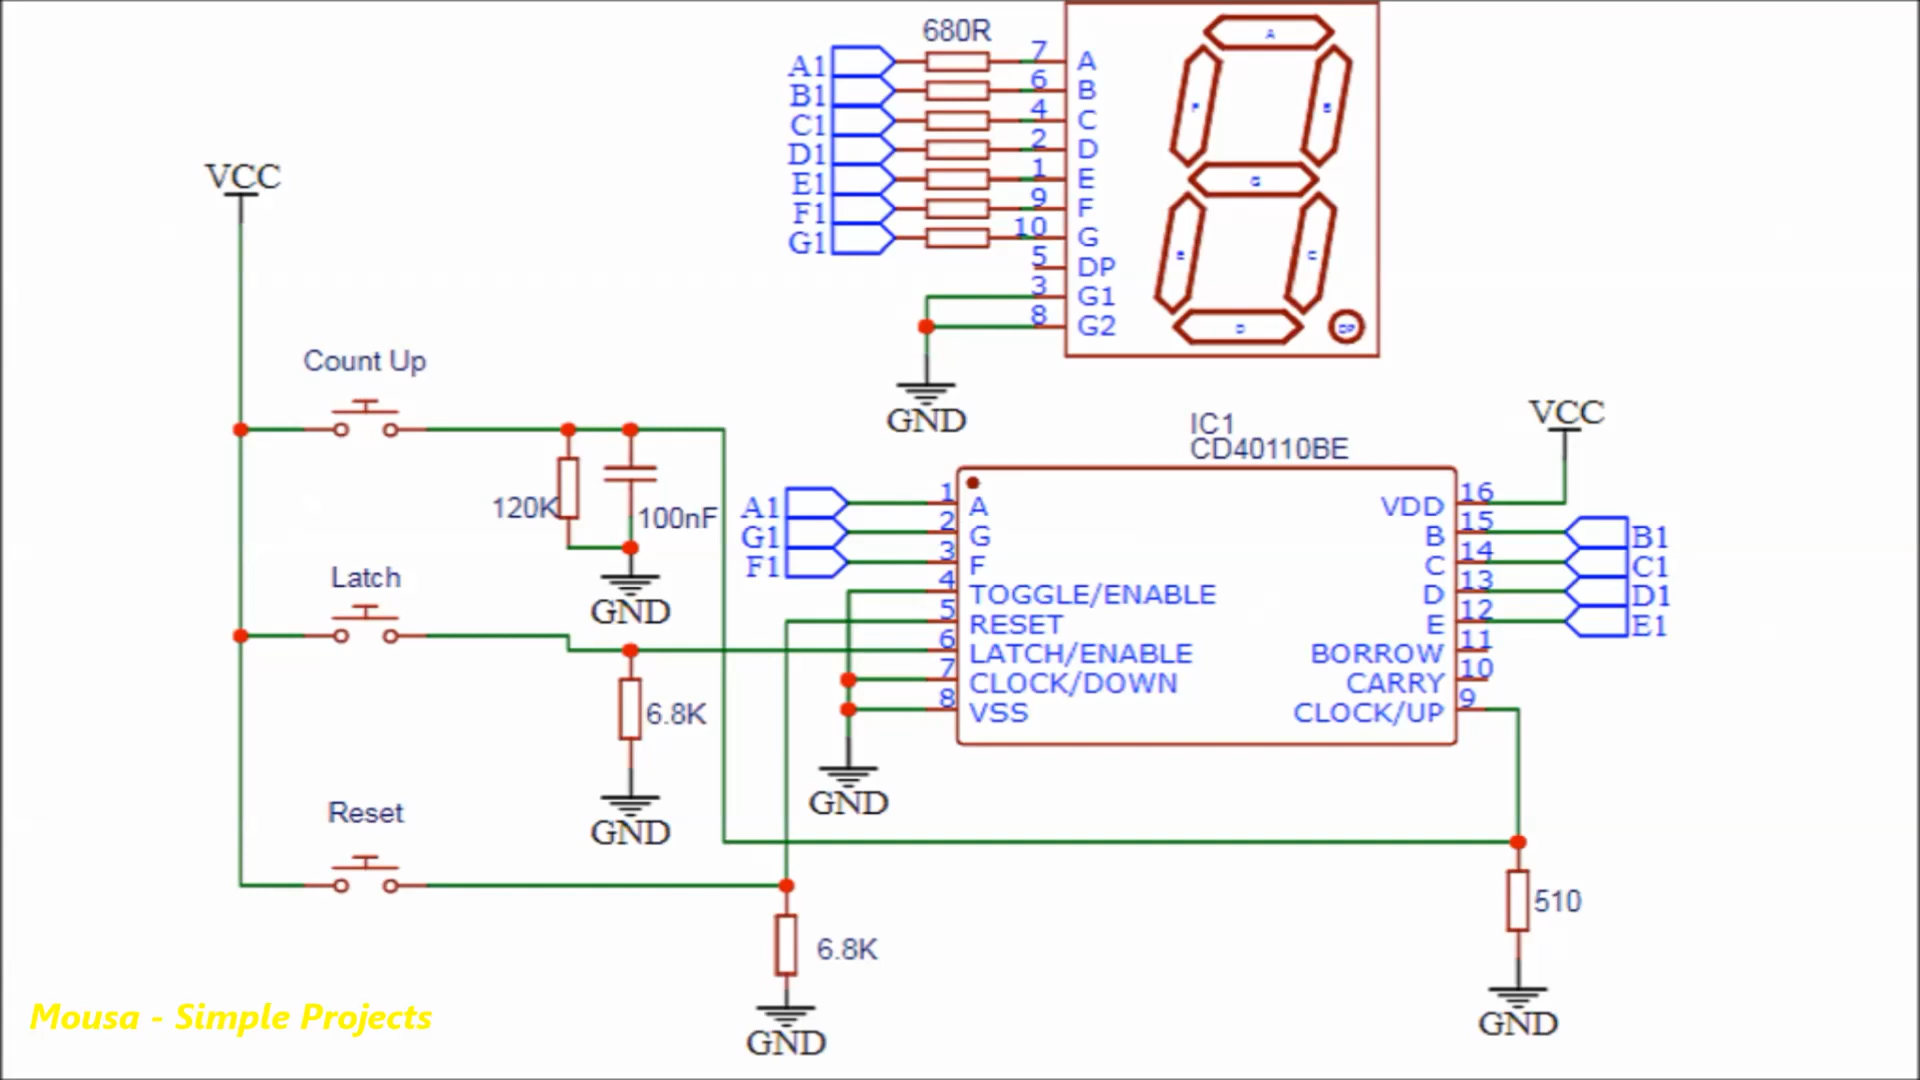 680R
A1 7 A
B1 6 B
C1 4 C
D1 2 D
E1 1 E
F1 9 F
G1 10 G
5 DP
3 G1
8 G2
A
F B
G
E C
D DP
GND
VCC
Count Up
120K
100nF
GND
Latch
6.8K
GND
Reset
6.8K
GND
IC1
CD40110BE
VCC
A1 1 A
G1 2 G
F1 3 F
4 TOGGLE/ENABLE
5 RESET
6 LATCH/ENABLE
7 CLOCK/DOWN
8 VSS
GND
VDD 16
B 15 B1
C 14 C1
D 13 D1
E 12 E1
BORROW 11
CARRY 10
CLOCK/UP 9
510
GND
Mousa - Simple Projects